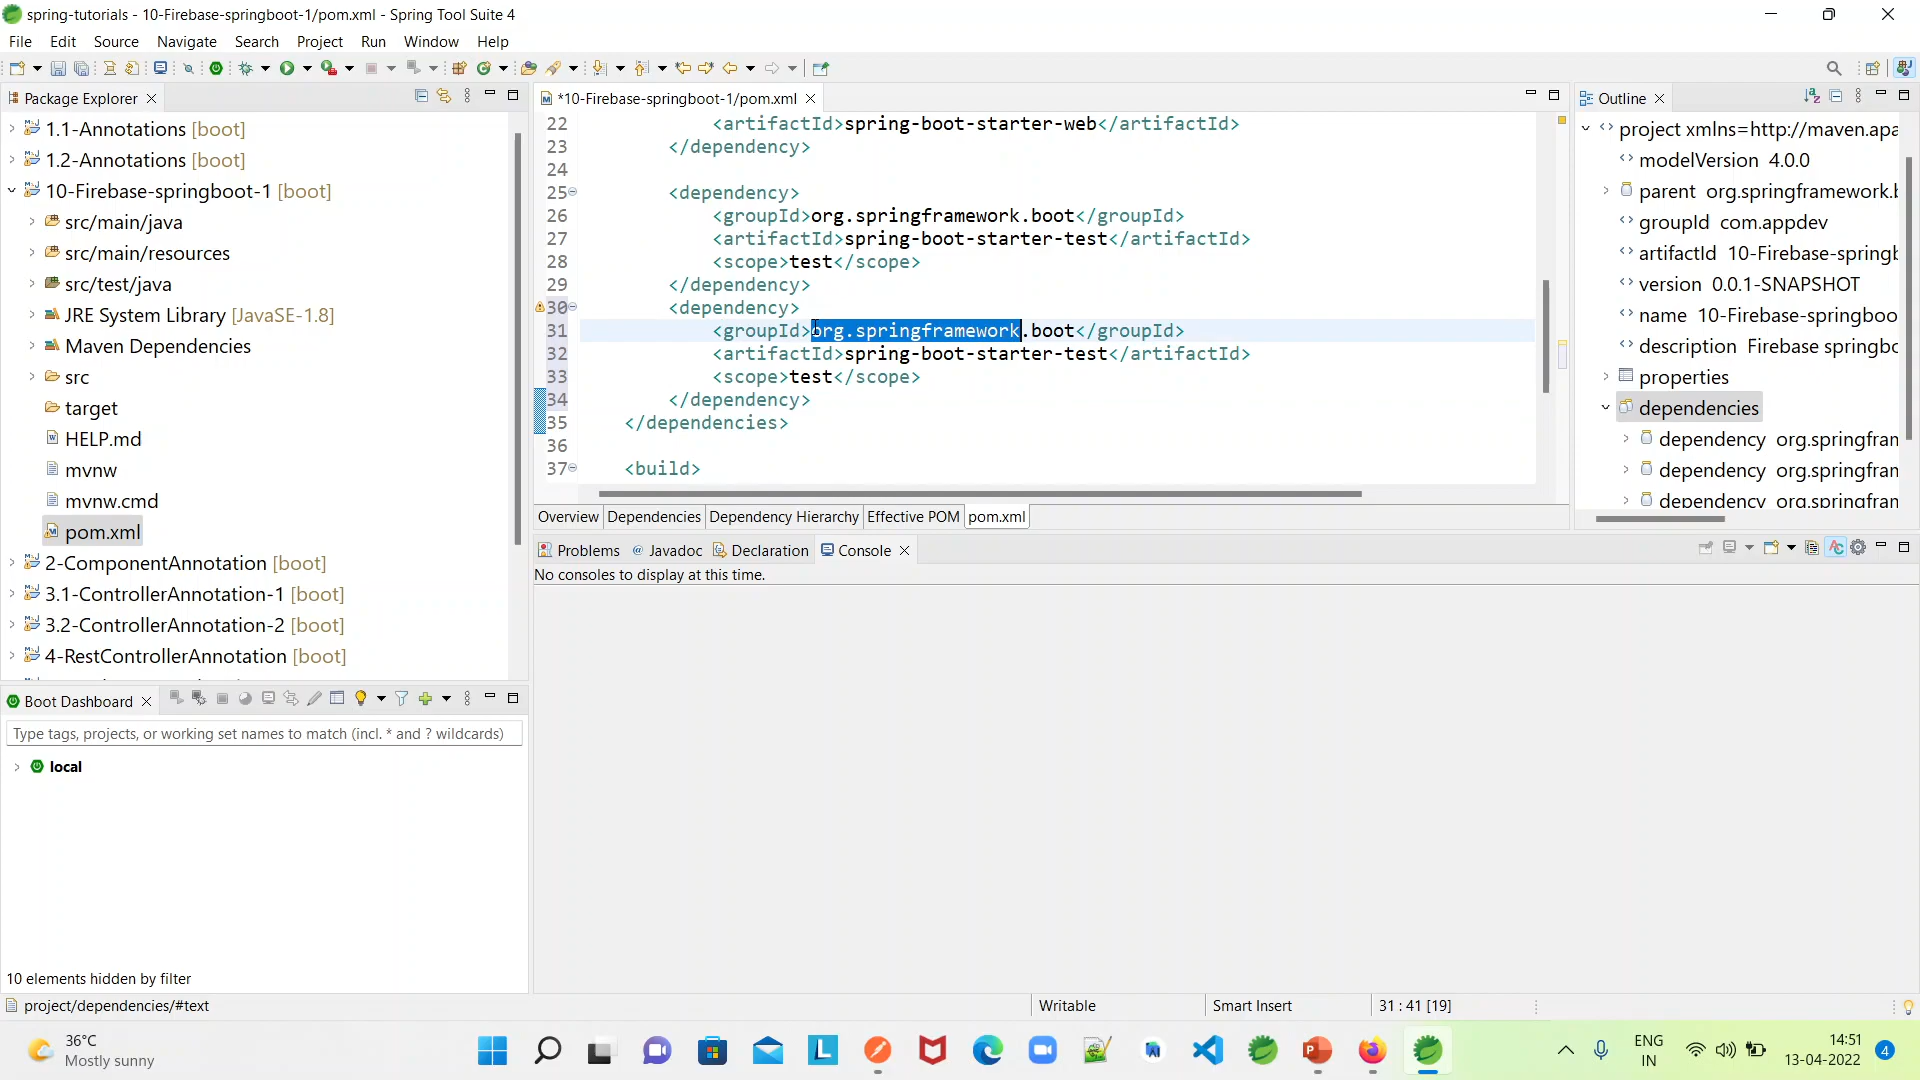 spring-tutorials - 10-Firebase-springboot-1/pom.xml - Spring Tool Suite 4
File Edit Source Navigate Search Project Run Window Help
Package Explorer
1.1-Annotations [boot]
1.2-Annotations [boot]
10-Firebase-springboot-1 [boot]
src/main/java
src/main/resources
src/test/java
JRE System Library [JavaSE-1.8]
Maven Dependencies
src
target
HELP.md
mvnw
mvnw.cmd
pom.xml
2-ComponentAnnotation [boot]
3.1-ControllerAnnotation-1 [boot]
3.2-ControllerAnnotation-2 [boot]
4-RestControllerAnnotation [boot]
*10-Firebase-springboot-1/pom.xml
22 <artifactId>spring-boot-starter-web</artifactId>
23 </dependency>
24
25 <dependency>
26 <groupId>org.springframework.boot</groupId>
27 <artifactId>spring-boot-starter-test</artifactId>
28 <scope>test</scope>
29 </dependency>
30 <dependency>
31 <groupId>org.springframework.boot</groupId>
32 <artifactId>spring-boot-starter-test</artifactId>
33 <scope>test</scope>
34 </dependency>
35 </dependencies>
36
37 <build>
Overview Dependencies Dependency Hierarchy Effective POM pom.xml
Outline
project xmlns=http://maven.apa
modelVersion 4.0.0
parent org.springframework.b
groupId com.appdev
artifactId 10-Firebase-springb
version 0.0.1-SNAPSHOT
name 10-Firebase-springboo
description Firebase springbo
properties
dependencies
dependency org.springfran
dependency org.springfran
dependency org.springfran
Problems @ Javadoc Declaration Console
No consoles to display at this time.
Boot Dashboard
Type tags, projects, or working set names to match (incl. * and ? wildcards)
local
10 elements hidden by filter
project/dependencies/#text
Writable
Smart Insert
31 : 41 [19]
36°C
Mostly sunny
ENG
IN
14:51
13-04-2022
4